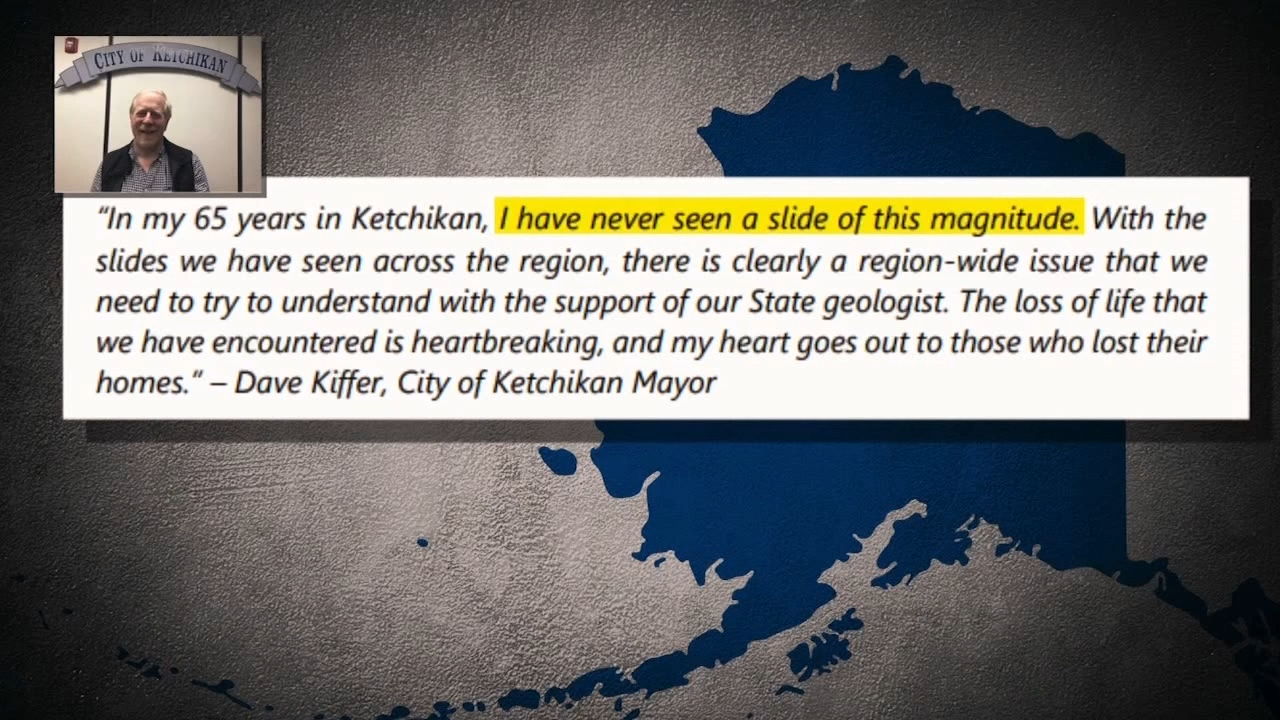 CITY OF KETCHIKAN
“In my 65 years in Ketchikan, I have never seen a slide of this magnitude. With the
slides we have seen across the region, there is clearly a region-wide issue that we
need to try to understand with the support of our State geologist. The loss of life that
we have encountered is heartbreaking, and my heart goes out to those who lost their
homes.” – Dave Kiffer, City of Ketchikan Mayor